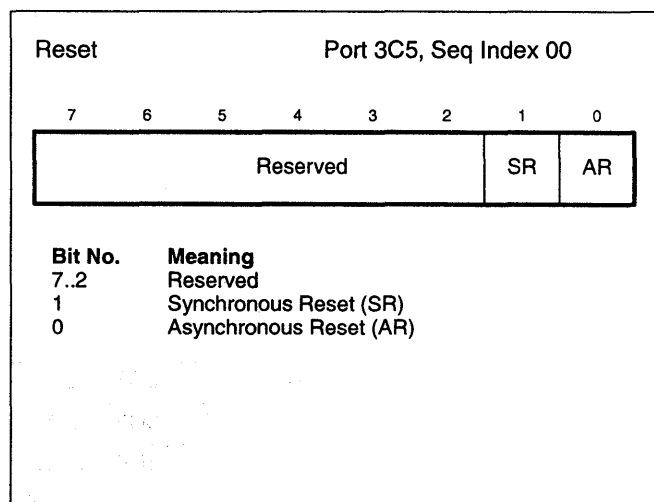 Reset Port 3C5, Seq Index 00
7 6 5 4 3 2 1 0
Reserved SR AR
Bit No. Meaning
7..2 Reserved
1 Synchronous Reset (SR)
0 Asynchronous Reset (AR)